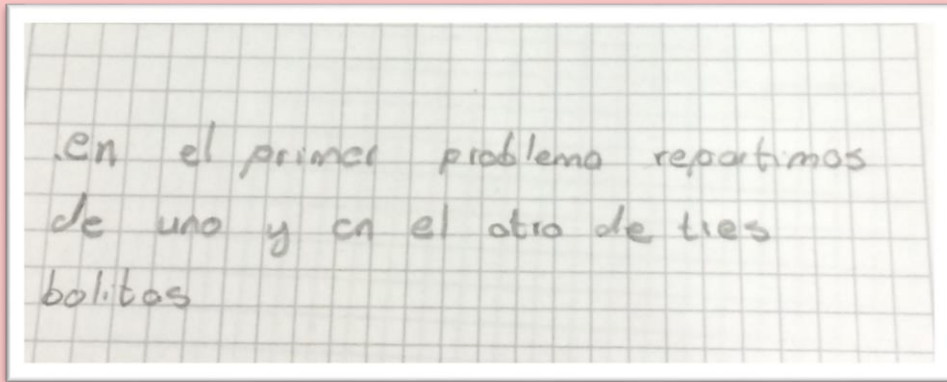 en el primer problema repartimos
de uno y en el otro de tres
bolitas